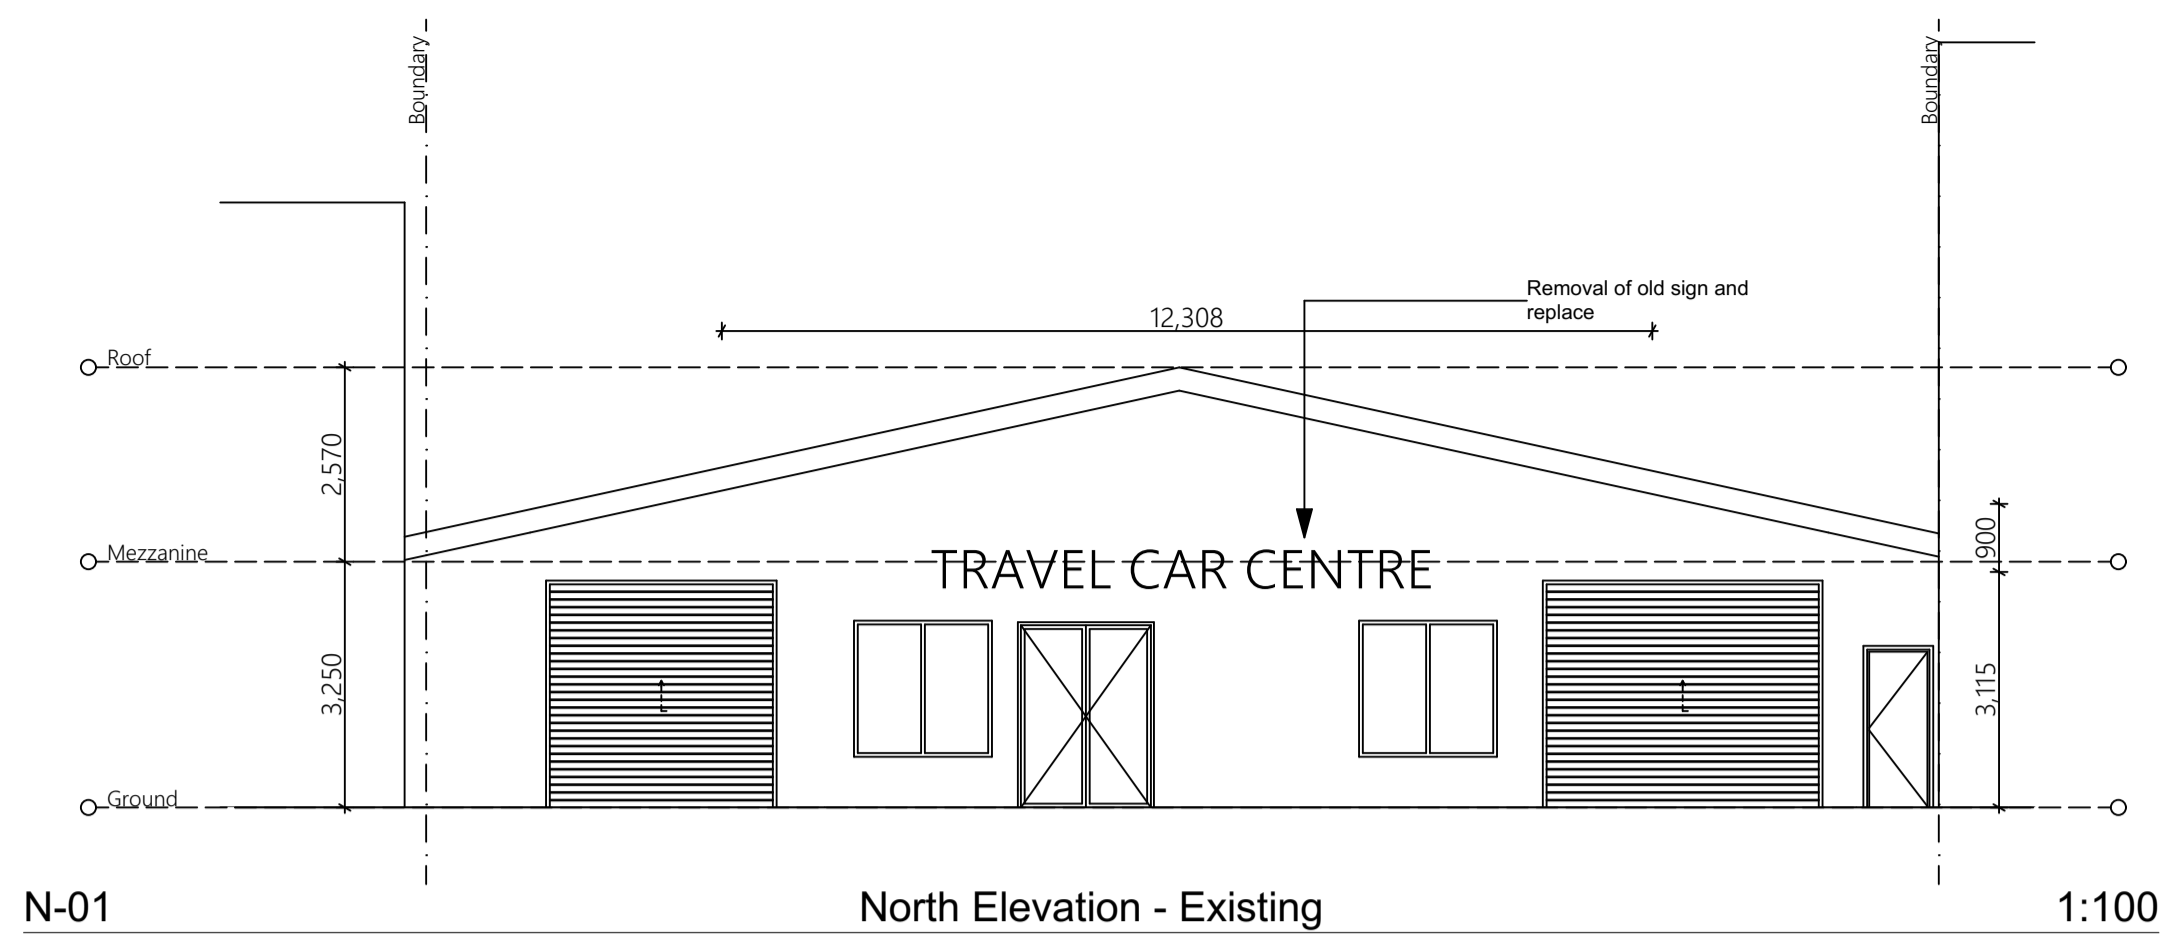 Boundary
Boundary
Removal of old sign and
replace
12,308
Roof
2,570
Mezzanine
900
TRAVEL CAR CENTRE
3,250
3,115
Ground
N-01
North Elevation - Existing
1:100